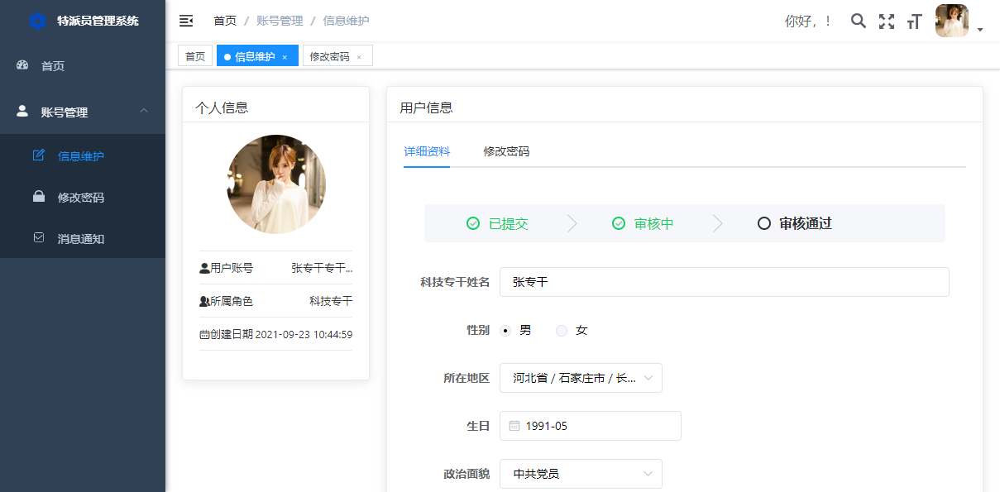 特派员管理系统
首页 / 账号管理 / 信息维护
你好，！
首页
信息维护 ×
修改密码 ×
首页
账号管理
信息维护
修改密码
消息通知
个人信息
用户账号 张专干专干...
所属角色 科技专干
创建日期 2021-09-23 10:44:59
用户信息
详细资料 修改密码
已提交 审核中 审核通过
科技专干姓名 张专干
性别 男 女
所在地区 河北省 / 石家庄市 / 长...
生日 1991-05
政治面貌 中共党员